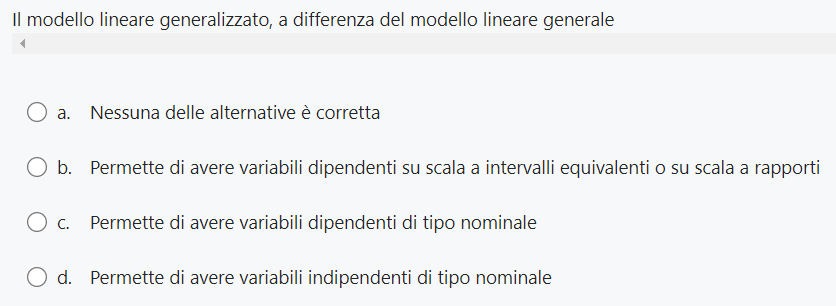 Il modello lineare generalizzato, a differenza del modello lineare generale
a. Nessuna delle alternative è corretta
b. Permette di avere variabili dipendenti su scala a intervalli equivalenti o su scala a rapporti
c. Permette di avere variabili dipendenti di tipo nominale
d. Permette di avere variabili indipendenti di tipo nominale